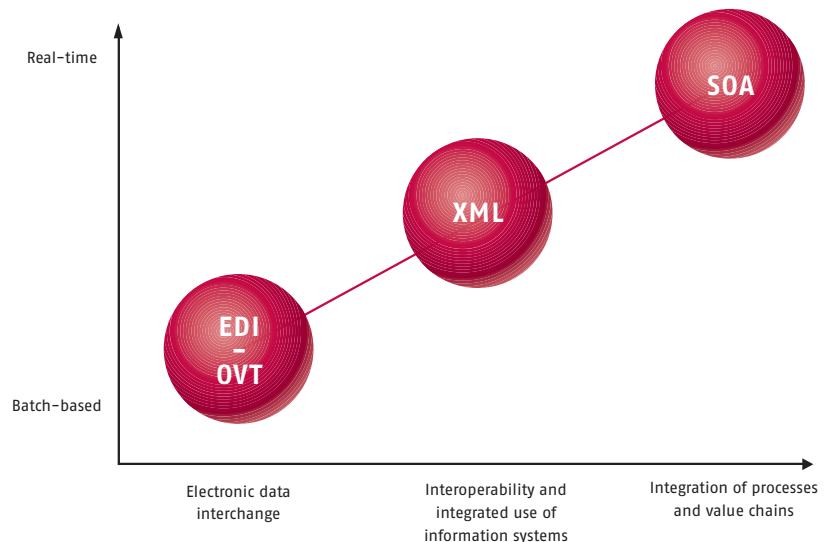 Real-time
SOA
XML
EDI
–
OVT
Batch-based
Electronic data
interchange
Interoperability and
integrated use of
information systems
Integration of processes
and value chains